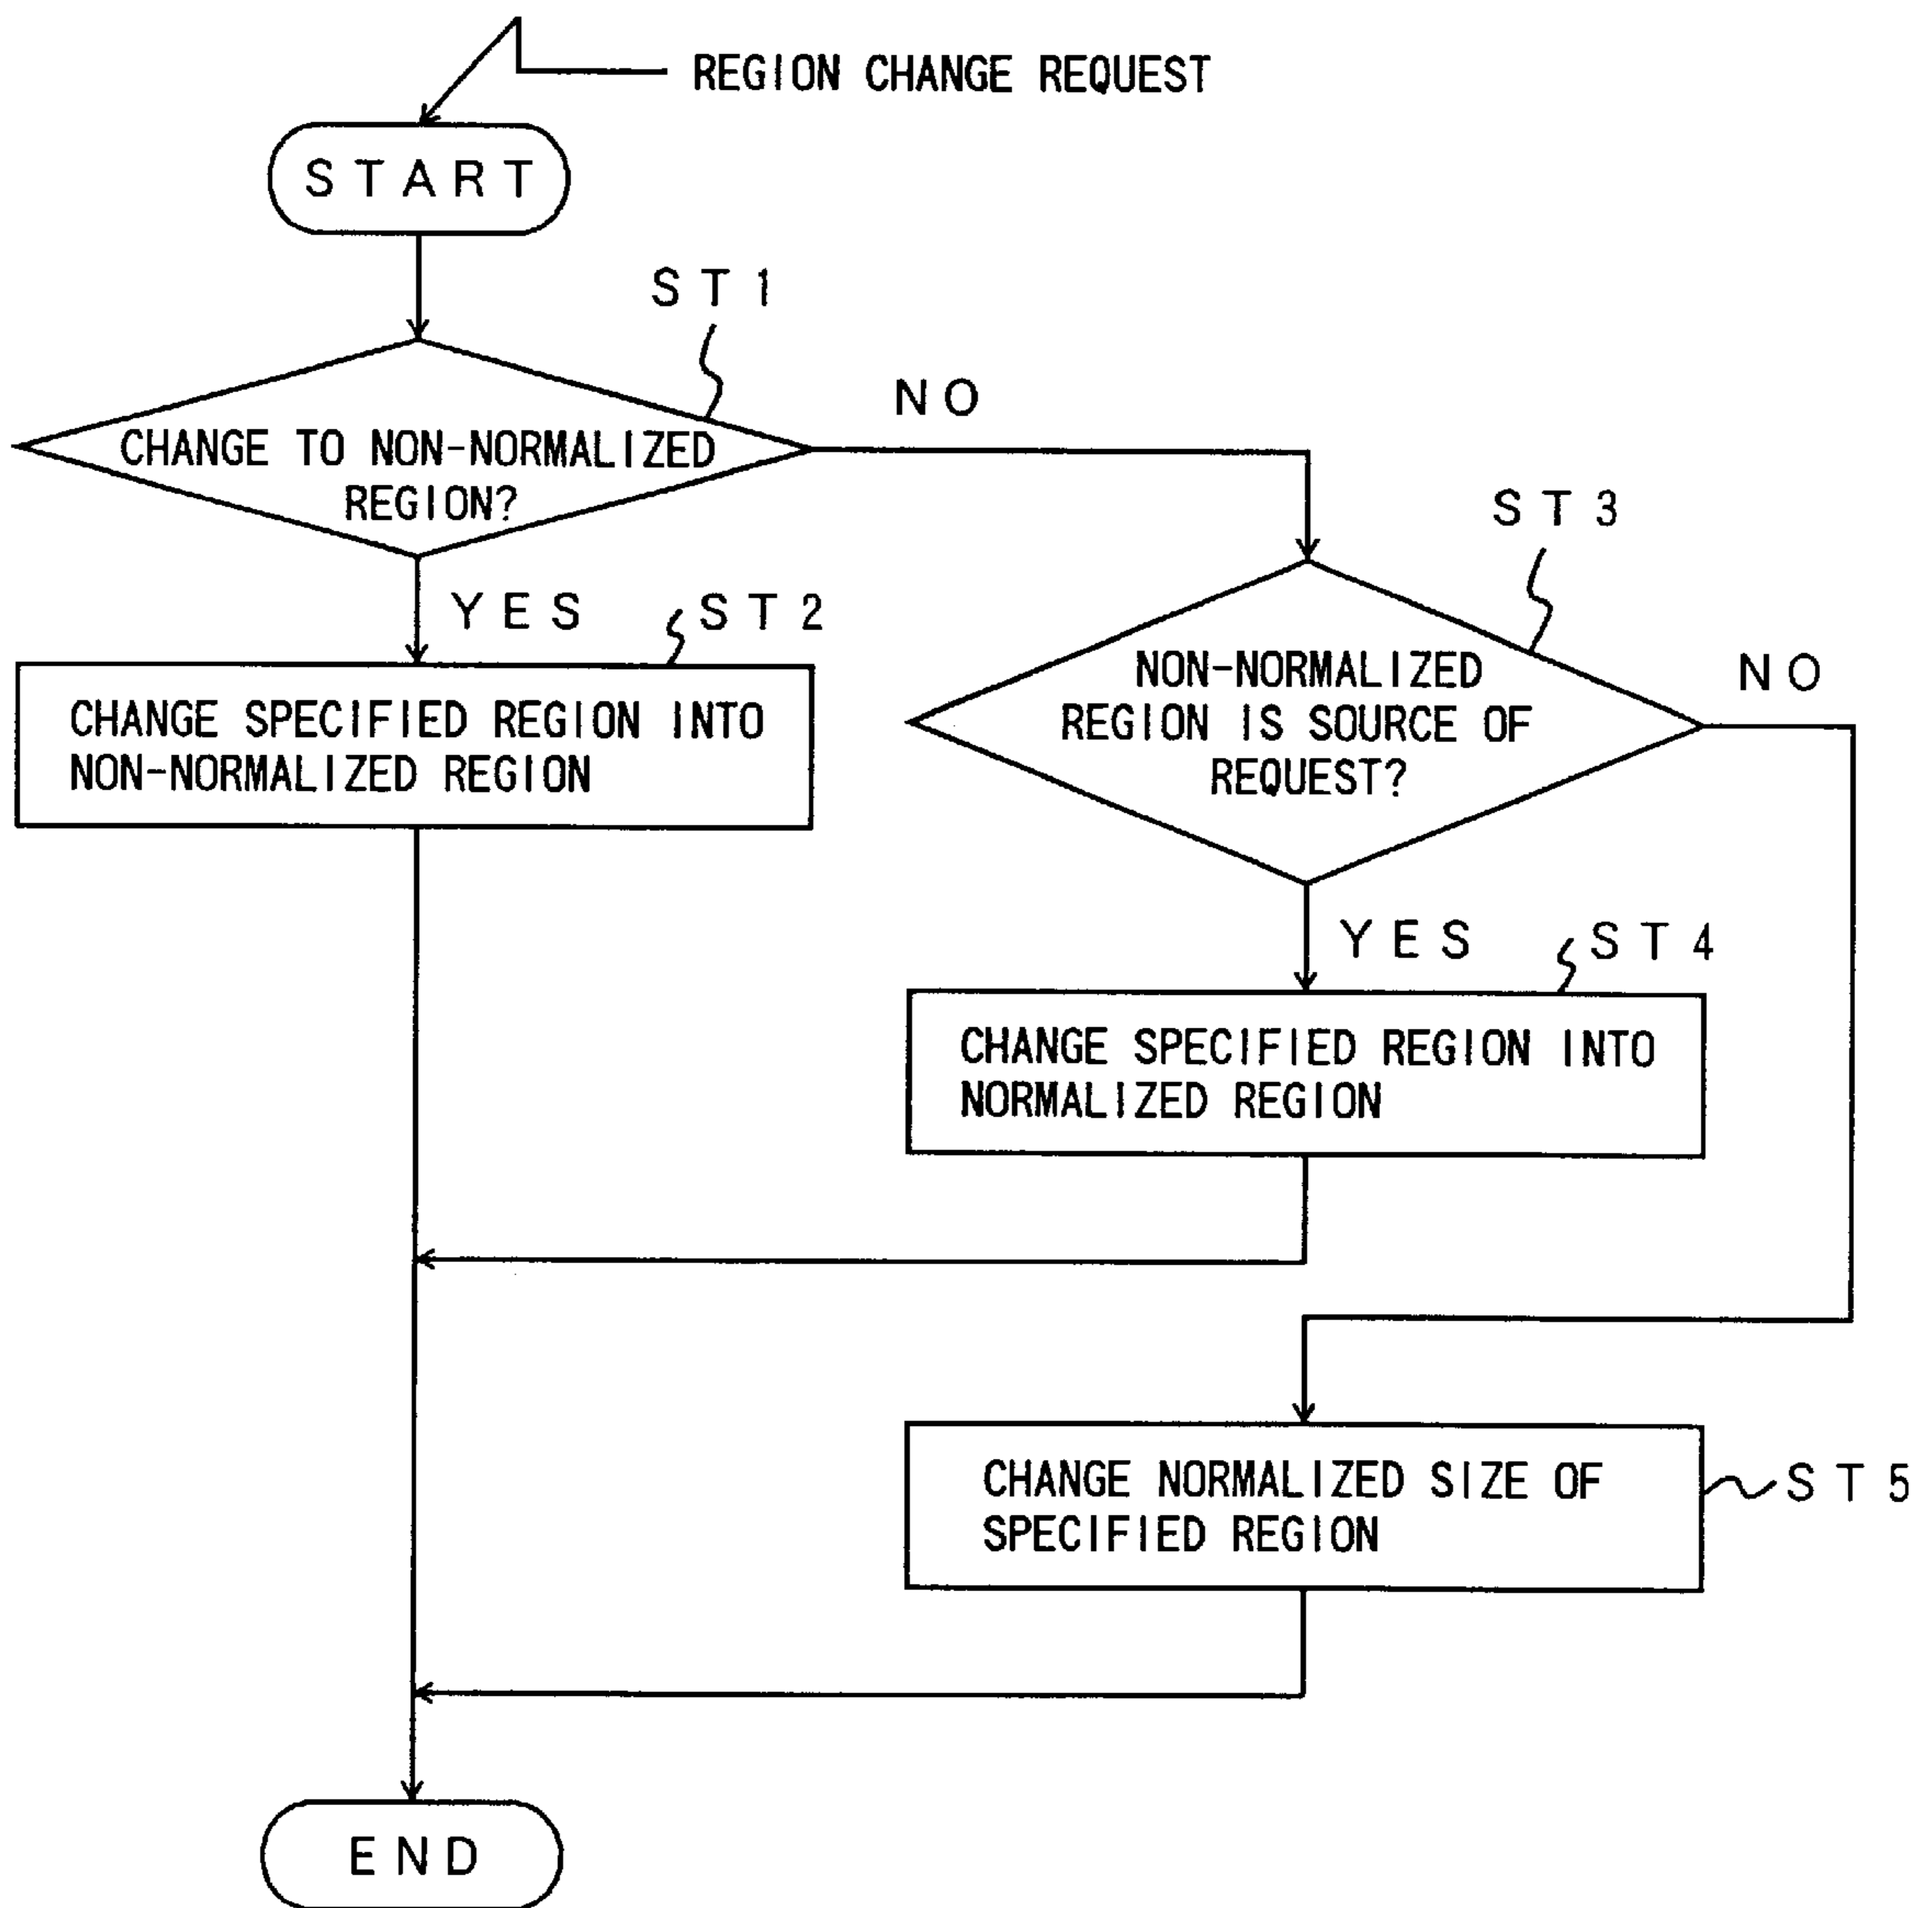 REGION CHANGE REQUEST
START
ST1
CHANGE TO NON-NORMALIZED
REGION?
NO
YES
ST2
CHANGE SPECIFIED REGION INTO
NON-NORMALIZED REGION
ST3
NON-NORMALIZED
REGION IS SOURCE OF
REQUEST?
NO
YES
ST4
CHANGE SPECIFIED REGION INTO
NORMALIZED REGION
CHANGE NORMALIZED SIZE OF
SPECIFIED REGION
ST5
END